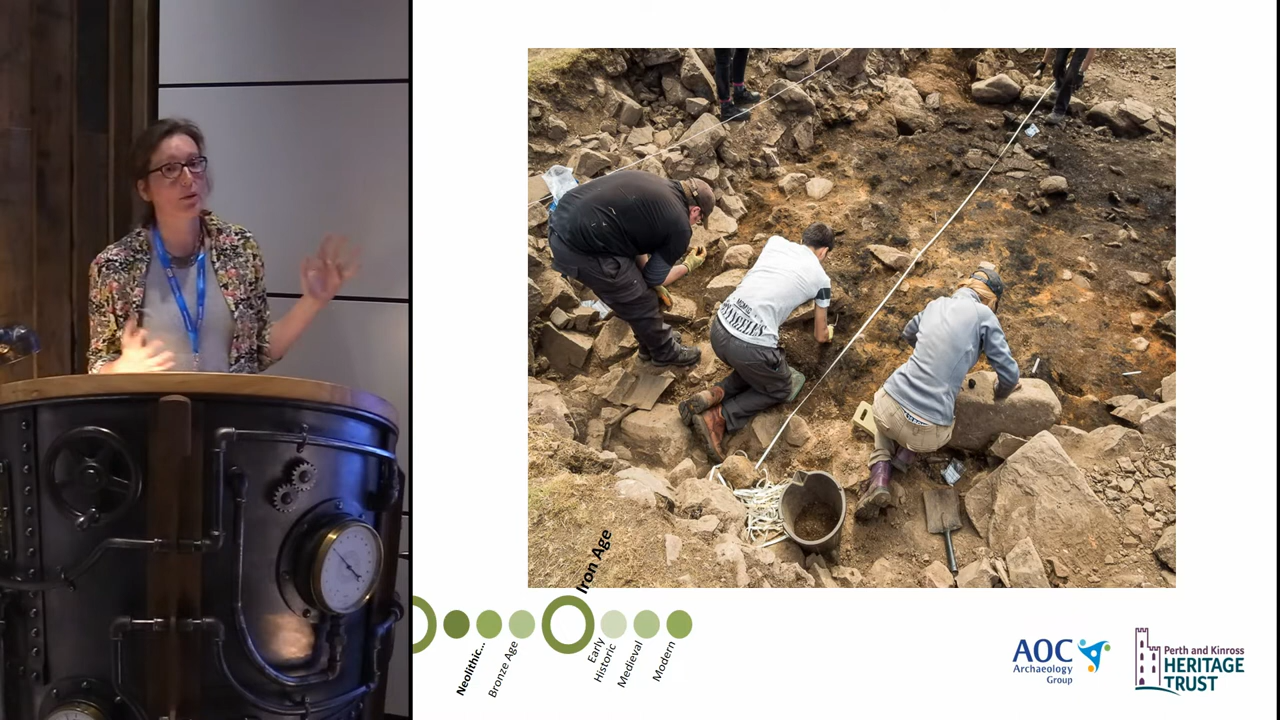 Iron Age
Neolithic...
Bronze Age
Early
Historic
Medieval
Modern
AOC
Archaeology
Group
Perth and Kinross
HERITAGE
TRUST